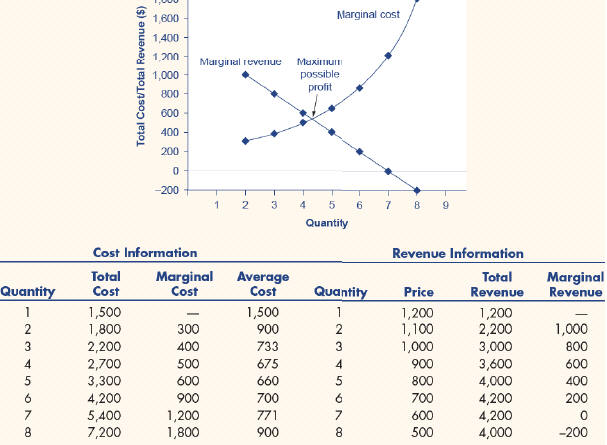 1,600
Marginal cost
1,400
1,200
Marginal revenue Maximum
possible
profit
1,000
800
600
400
200
0
–200
Total Cost/Total Revenue ($)
1 2 3 4 5 6 7 8 9
Quantity
Cost Information Revenue Information
Total Marginal Average Total Marginal
Quantity Cost Cost Cost Quantity Price Revenue Revenue
1 1,500 — 1,500 1 1,200 1,200 —
2 1,800 300 900 2 1,100 2,200 1,000
3 2,200 400 733 3 1,000 3,000 800
4 2,700 500 675 4 900 3,600 600
5 3,300 600 660 5 800 4,000 400
6 4,200 900 700 6 700 4,200 200
7 5,400 1,200 771 7 600 4,200 0
8 7,200 1,800 900 8 500 4,000 –200